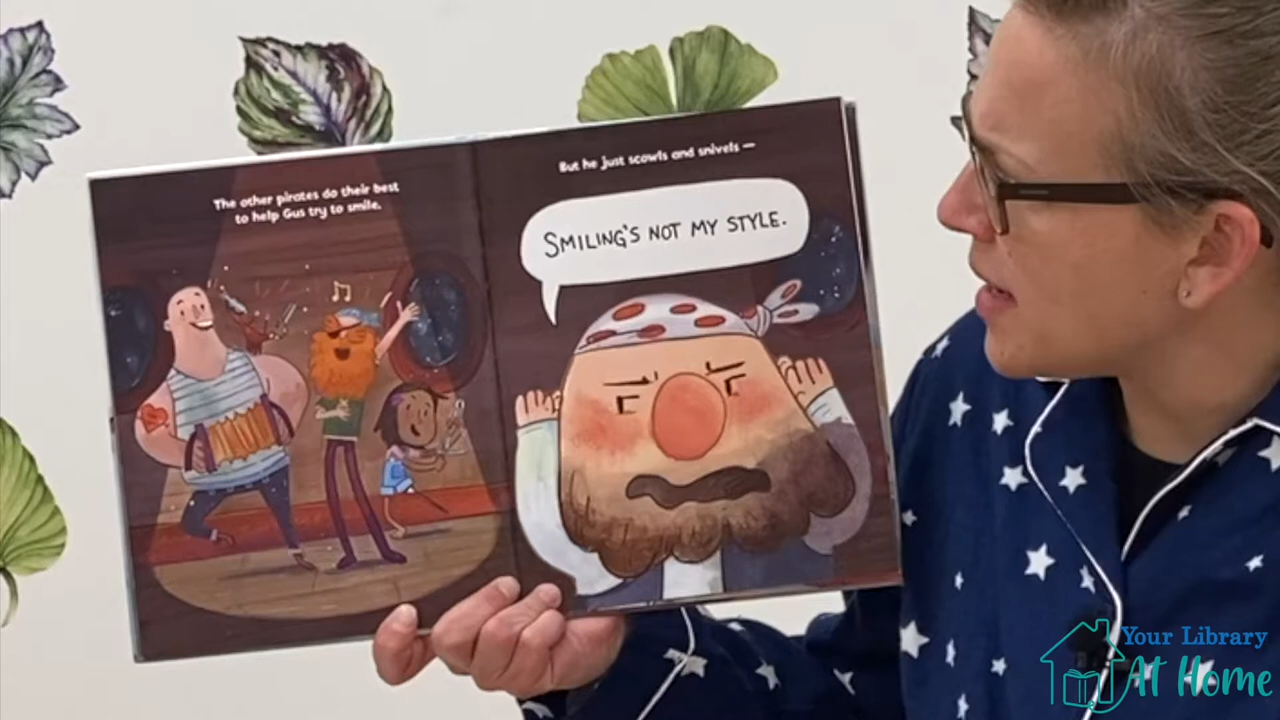 The other pirates do their best
to help Gus try to smile.
But he just scowls and snivels —
SMILING'S NOT MY STYLE.
Your Library
At Home